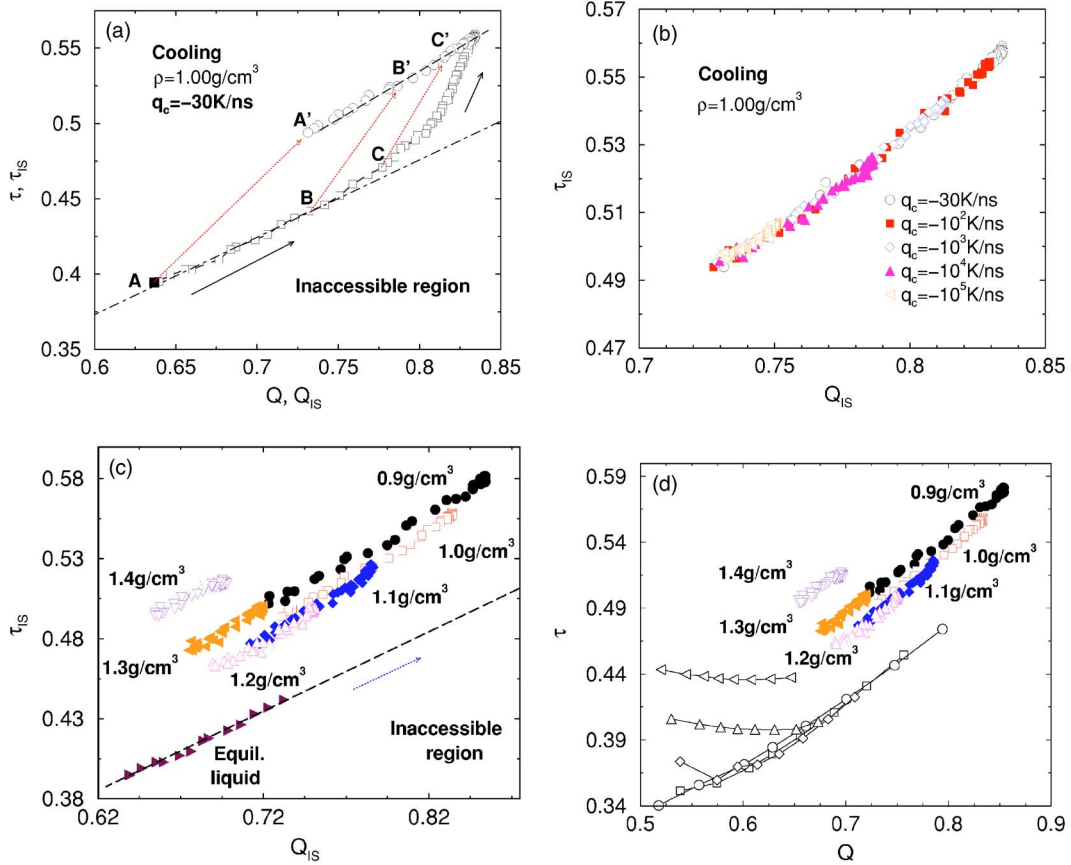 (a)
Cooling
ρ=1.00g/cm³
q_c=−30K/ns
A'
B'
C'
A
B
C
Inaccessible region
0.55
0.5
0.45
0.4
0.35
τ, τ_IS
0.6 0.65 0.7 0.75 0.8 0.85
Q, Q_IS
(b)
Cooling
ρ=1.00g/cm³
q_c=−30K/ns
q_c=−10²K/ns
q_c=−10³K/ns
q_c=−10⁴K/ns
q_c=−10⁵K/ns
0.57
0.55
0.53
0.51
0.49
0.47
τ_IS
0.7 0.75 0.8 0.85
Q_IS
(c)
0.9g/cm³
1.0g/cm³
1.4g/cm³
1.1g/cm³
1.3g/cm³
1.2g/cm³
Equil.
liquid
Inaccessible
region
0.58
0.53
0.48
0.43
0.38
τ_IS
0.62 0.72 0.82
Q_IS
(d)
0.9g/cm³
1.0g/cm³
1.4g/cm³
1.1g/cm³
1.3g/cm³
1.2g/cm³
0.59
0.54
0.49
0.44
0.39
0.34
τ
0.5 0.6 0.7 0.8 0.9
Q